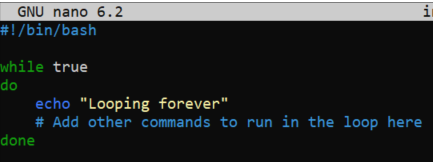 GNU nano 6.2
#!/bin/bash
while true
do
    echo "Looping forever"
    # Add other commands to run in the loop here
done